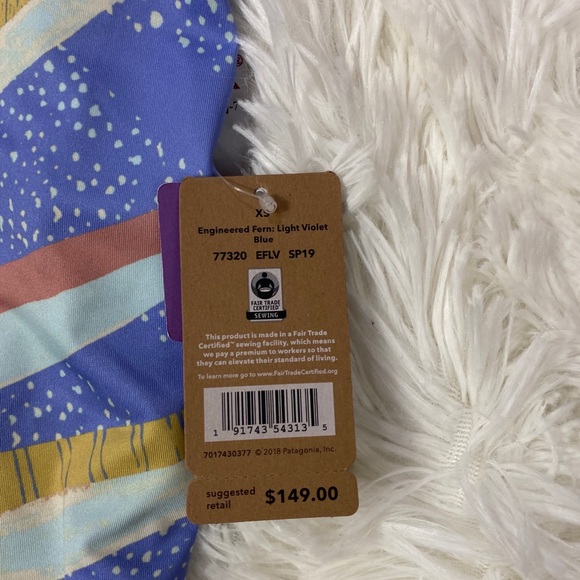 XS
Engineered Fern: Light Violet
Blue
77320 EFLV SP19
FAIR TRADE
CERTIFIED™
SEWING
This product is made in a Fair Trade
Certified™ sewing facility, which means
we pay a premium to workers so that
they can elevate their standard of living.
To learn more go to www.FairTradeCertified.org
1 91743 54313 5
7017430377 © 2018 Patagonia, Inc.
suggested
retail $149.00